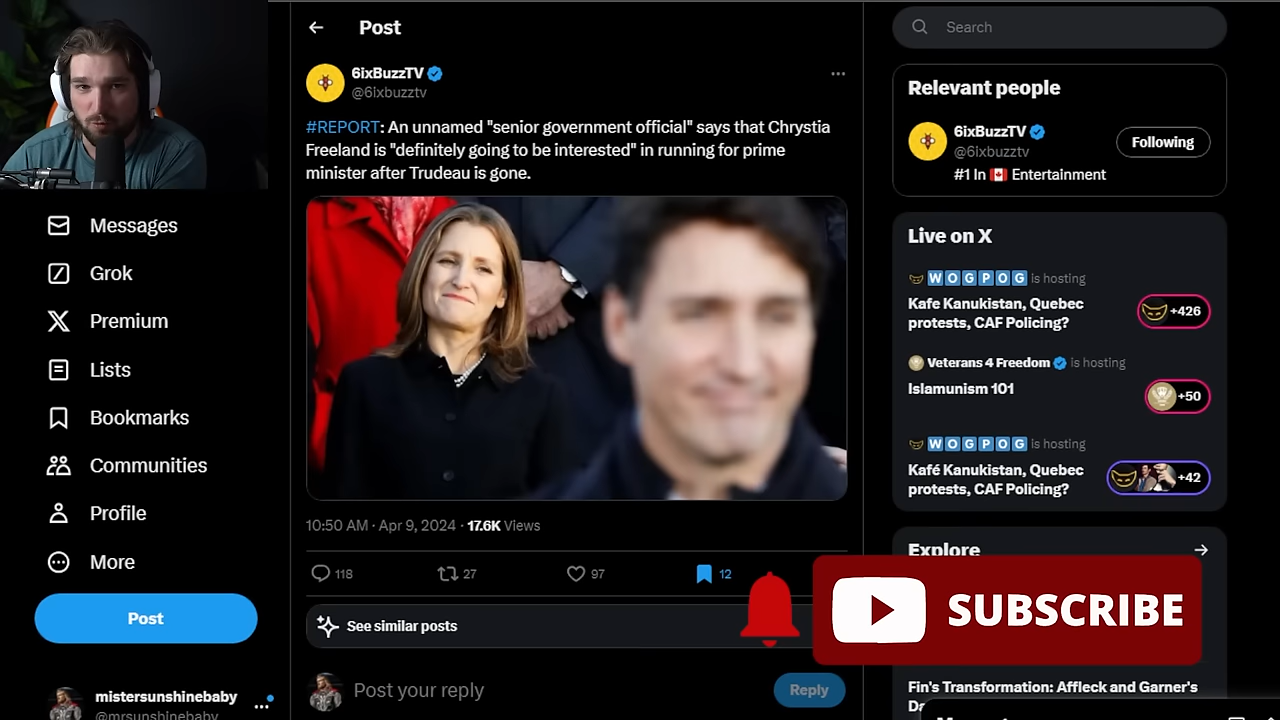 Messages
Grok
Premium
Lists
Bookmarks
Communities
Profile
More
Post
mistersunshinebaby
@mrsunshinebaby
Post
6ixBuzzTV
@6ixbuzztv
#REPORT: An unnamed "senior government official" says that Chrystia
Freeland is "definitely going to be interested" in running for prime
minister after Trudeau is gone.
10:50 AM · Apr 9, 2024 · 17.6K Views
118
27
97
12
See similar posts
Post your reply
Reply
Search
Relevant people
6ixBuzzTV
@6ixbuzztv
Following
#1 In 🇨🇦 Entertainment
Live on X
WOGPOG is hosting
Kafe Kanukistan, Quebec
protests, CAF Policing?
+426
Veterans 4 Freedom is hosting
Islamunism 101
+50
WOGPOG is hosting
Kafé Kanukistan, Quebec
protests, CAF Policing?
+42
Explore
SUBSCRIBE
Fin's Transformation: Affleck and Garner's